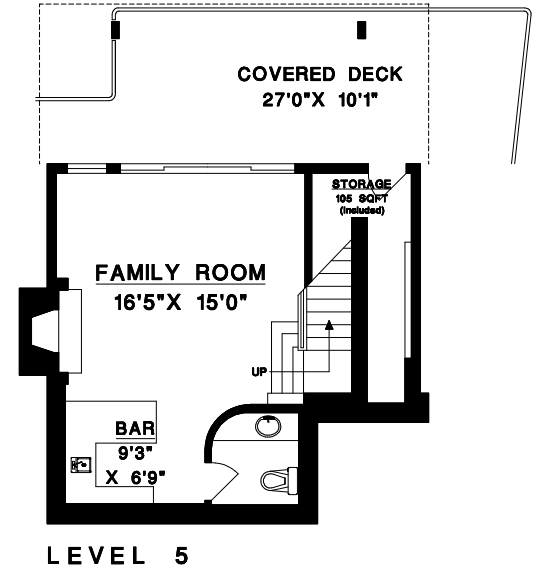 COVERED DECK
27'0"X 10'1"
STORAGE
105 SQFT
(included)
FAMILY ROOM
16'5"X 15'0"
UP
BAR
9'3"
X 6'9"
LEVEL 5